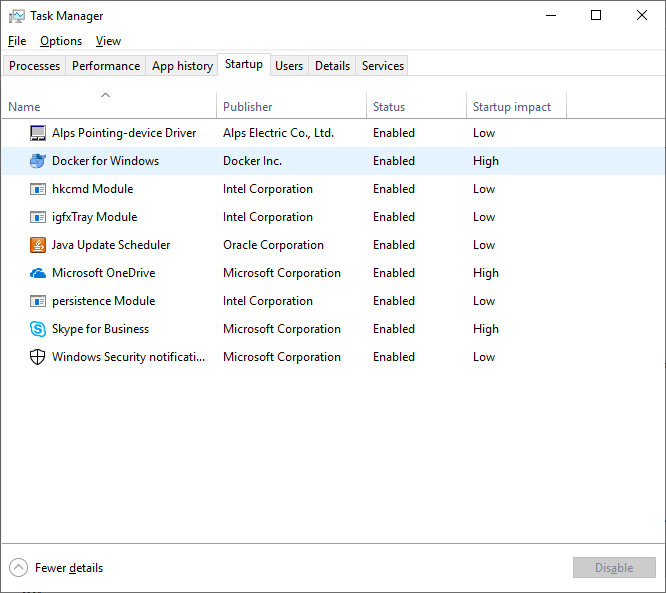 Task Manager
File Options View
Processes Performance App history Startup Users Details Services
Name Publisher Status Startup impact
Alps Pointing-device Driver Alps Electric Co., Ltd. Enabled Low
Docker for Windows Docker Inc. Enabled High
hkcmd Module Intel Corporation Enabled Low
igfxTray Module Intel Corporation Enabled Low
Java Update Scheduler Oracle Corporation Enabled Low
Microsoft OneDrive Microsoft Corporation Enabled High
persistence Module Intel Corporation Enabled Low
Skype for Business Microsoft Corporation Enabled High
Windows Security notificati... Microsoft Corporation Enabled Low
Fewer details Disable